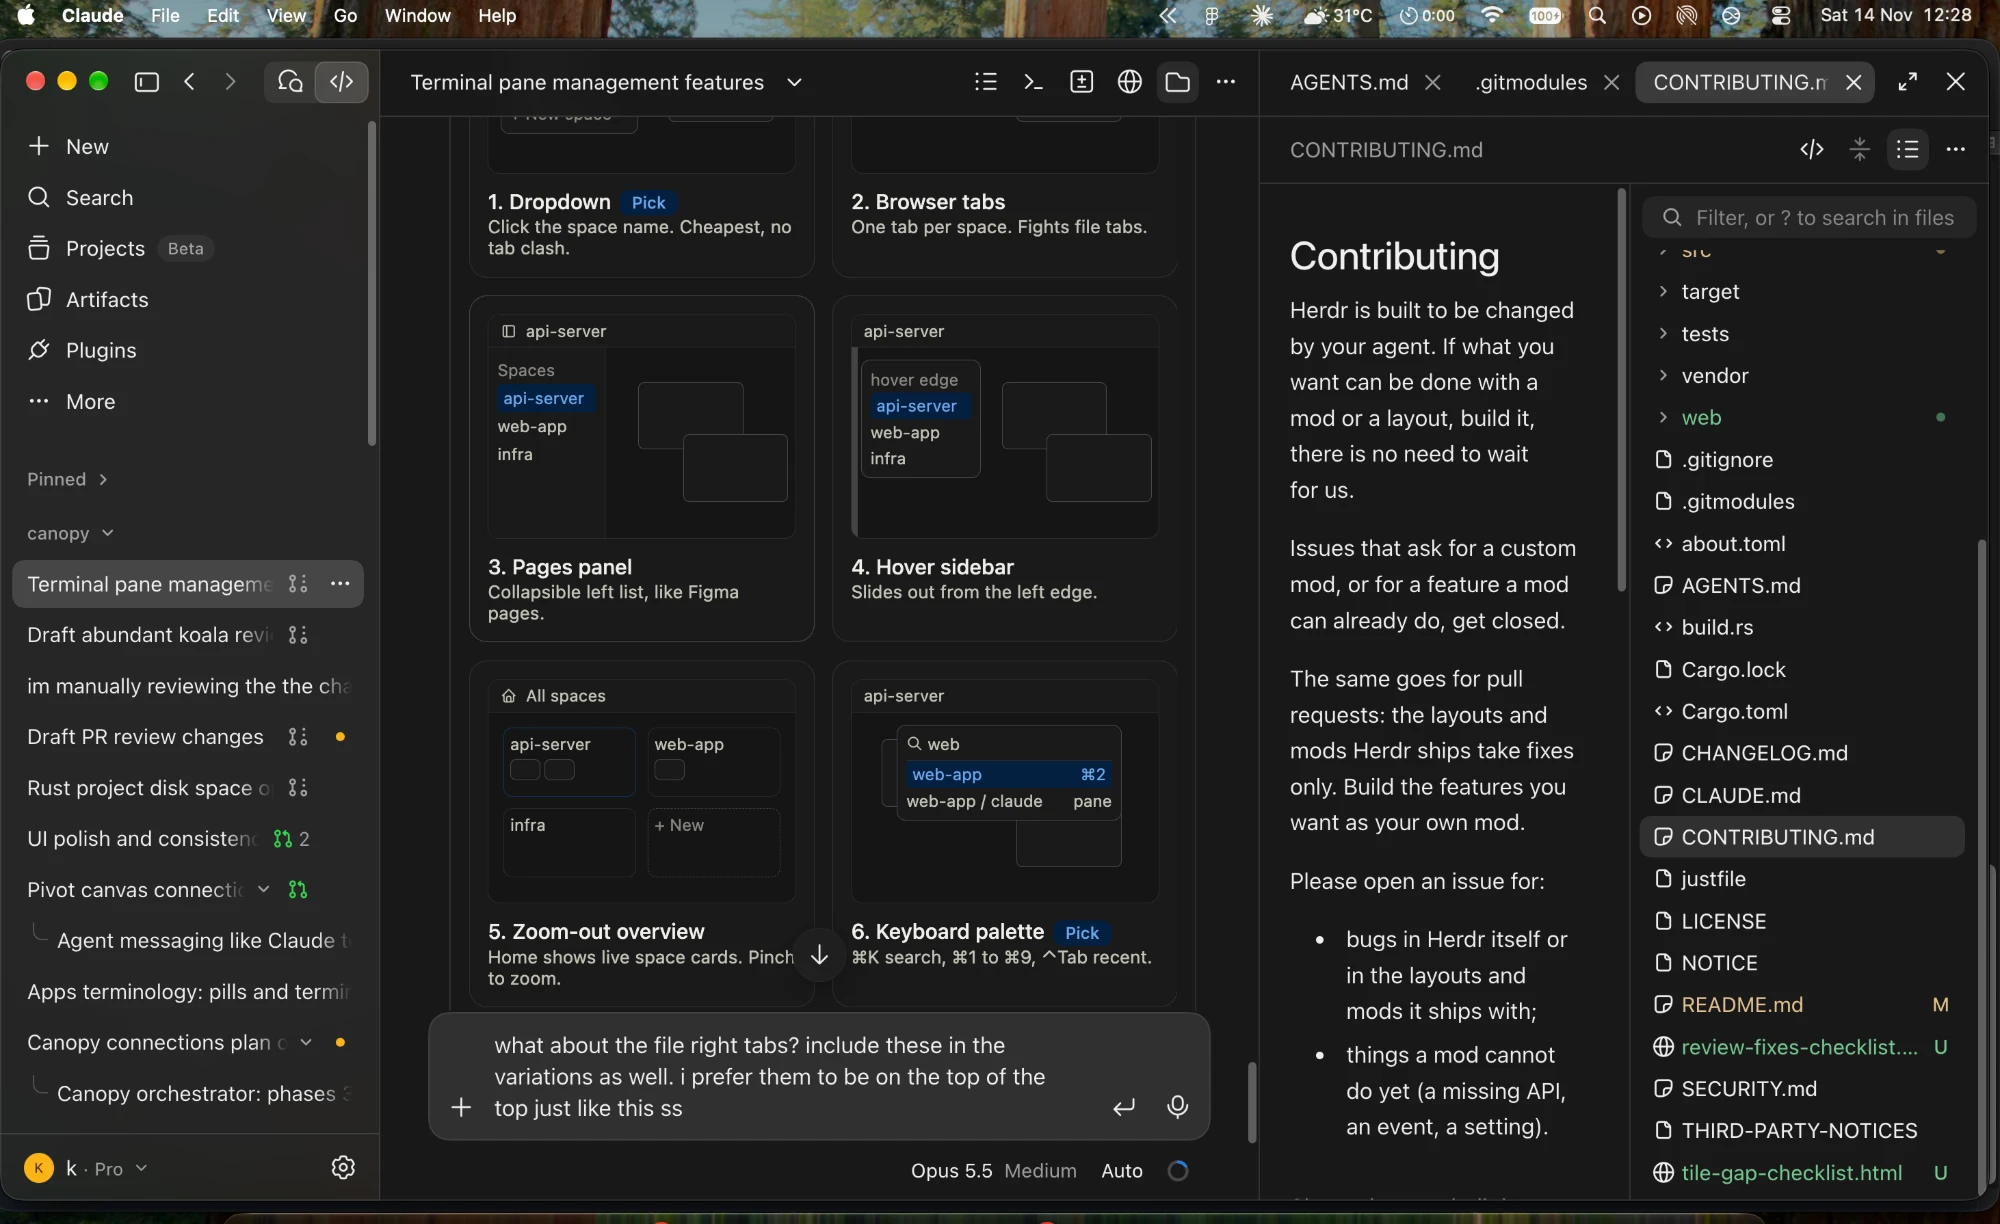 Claude File Edit View Go Window Help 31°C 0:00 100 Sat 14 Nov 12:28
Terminal pane management features
AGENTS.md .gitmodules CONTRIBUTING.m
New
Search
Projects Beta
Artifacts
Plugins
More
Pinned
canopy
Terminal pane manageme
Draft abundant koala revi
im manually reviewing the the cha
Draft PR review changes
Rust project disk space o
UI polish and consistenc 2
Pivot canvas connectio
Agent messaging like Claude t
Apps terminology: pills and termin
Canopy connections plan o
Canopy orchestrator: phases 3
K k · Pro
+ New space
1. Dropdown Pick
Click the space name. Cheapest, no
tab clash.
2. Browser tabs
One tab per space. Fights file tabs.
api-server
Spaces
api-server
web-app
infra
3. Pages panel
Collapsible left list, like Figma
pages.
api-server
hover edge
api-server
web-app
infra
4. Hover sidebar
Slides out from the left edge.
All spaces
api-server web-app
infra + New
5. Zoom-out overview
Home shows live space cards. Pinch
to zoom.
api-server
web
web-app ⌘2
web-app / claude pane
6. Keyboard palette Pick
⌘K search, ⌘1 to ⌘9, ^Tab recent.
what about the file right tabs? include these in the
variations as well. i prefer them to be on the top of the
top just like this ss
Opus 5.5 Medium Auto
CONTRIBUTING.md
Contributing
Herdr is built to be changed
by your agent. If what you
want can be done with a
mod or a layout, build it,
there is no need to wait
for us.
Issues that ask for a custom
mod, or for a feature a mod
can already do, get closed.
The same goes for pull
requests: the layouts and
mods Herdr ships take fixes
only. Build the features you
want as your own mod.
Please open an issue for:
• bugs in Herdr itself or
in the layouts and
mods it ships with;
• things a mod cannot
do yet (a missing API,
an event, a setting).
Filter, or ? to search in files
src
target
tests
vendor
web
.gitignore
.gitmodules
about.toml
AGENTS.md
build.rs
Cargo.lock
Cargo.toml
CHANGELOG.md
CLAUDE.md
CONTRIBUTING.md
justfile
LICENSE
NOTICE
README.md M
review-fixes-checklist.... U
SECURITY.md
THIRD-PARTY-NOTICES
tile-gap-checklist.html U